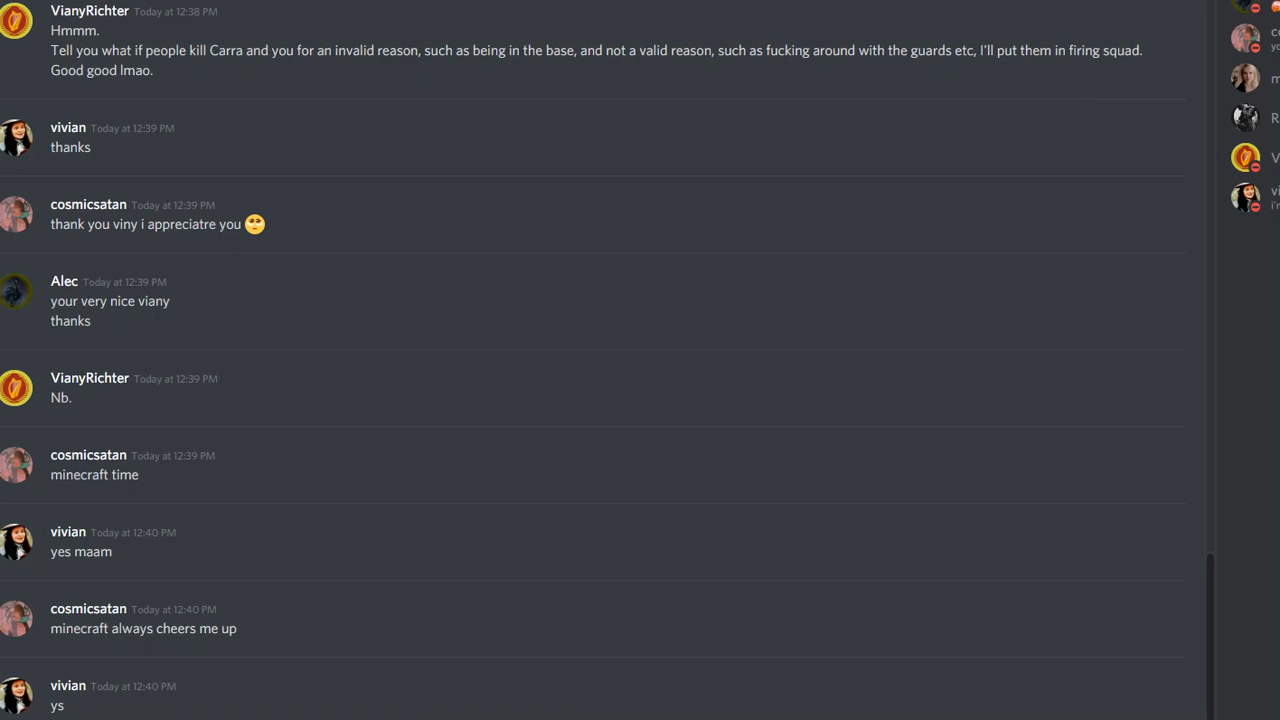 VianyRichter Today at 12:38 PM
Hmmm.
Tell you what if people kill Carra and you for an invalid reason, such as being in the base, and not a valid reason, such as fucking around with the guards etc, I'll put them in firing squad.
Good good lmao.
vivian Today at 12:39 PM
thanks
cosmicsatan Today at 12:39 PM
thank you viny i appreciatre you 🥺
Alec Today at 12:39 PM
your very nice viany
thanks
VianyRichter Today at 12:39 PM
Nb.
cosmicsatan Today at 12:39 PM
minecraft time
vivian Today at 12:40 PM
yes maam
cosmicsatan Today at 12:40 PM
minecraft always cheers me up
vivian Today at 12:40 PM
ys